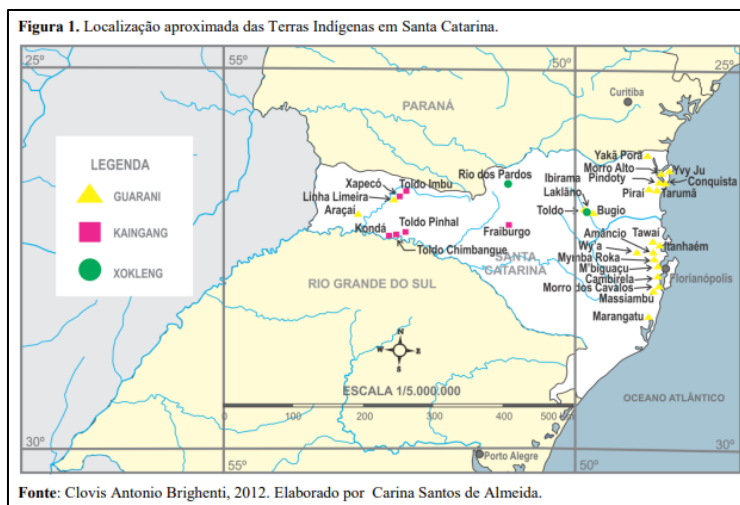 Figura 1. Localização aproximada das Terras Indígenas em Santa Catarina.
25°
55°
50°
25°
PARANÁ
Curitiba
LEGENDA
GUARANI
KAINGANG
XOKLENG
Yakã Porã
Morro Alto
Yvy Ju
Pindoty
Conquista
Piraí
Tarumã
Rio dos Pardos
Ibirama
Laklãno
Toldo
Bugio
Xapecó
Toldo Imbu
Linha Limeira
Araçaí
Kondá
Toldo Pinhal
Toldo Chimbangue
Fraiburgo
SANTA
CATARINA
Amâncio
Tawaí
Wy'a
Itanhaém
Mymba Roka
M'biguaçu
Florianópolis
Cambirela
Morro dos Cavalos
Massiambú
Marangatu
RIO GRANDE DO SUL
N
W
E
S
ESCALA 1/5.000.000
0
100
200
300
400
500
OCEANO ATLÂNTICO
30°
55°
Porto Alegre
50°
30°
Fonte: Clovis Antonio Brighenti, 2012. Elaborado por Carina Santos de Almeida.